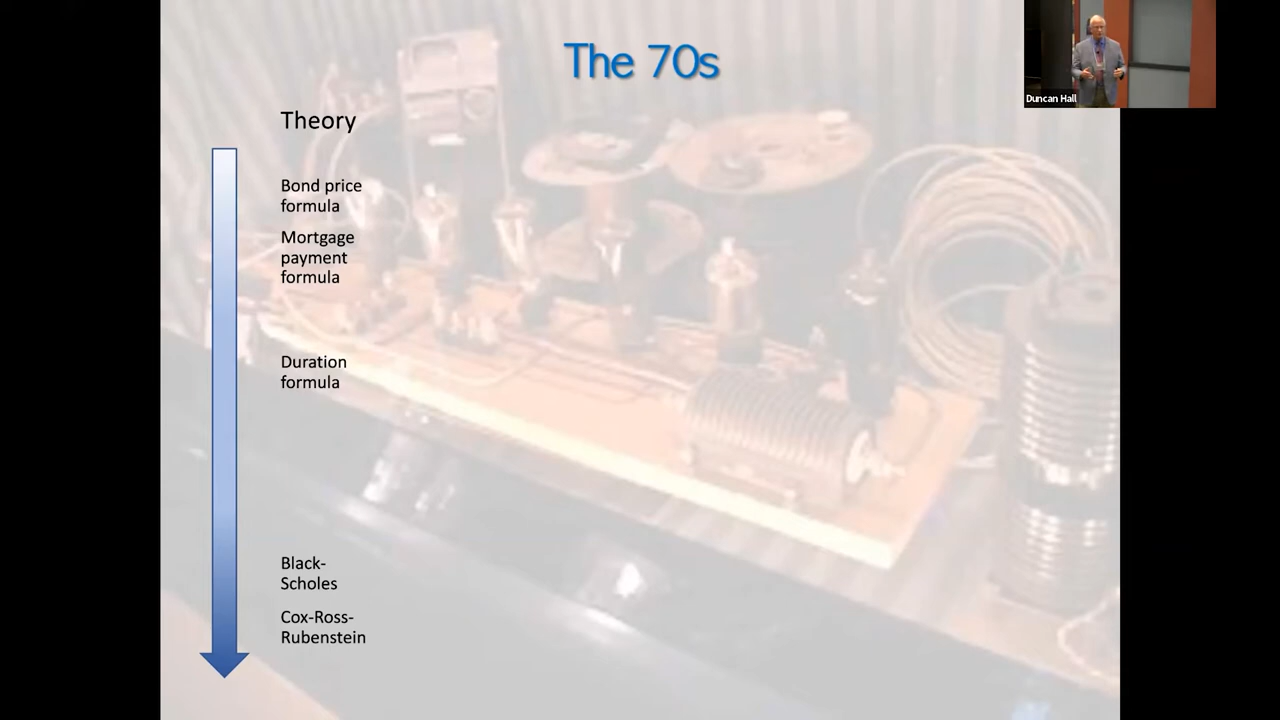 The 70s
Duncan Hall
Theory
Bond price
formula
Mortgage
payment
formula
Duration
formula
Black-
Scholes
Cox-Ross-
Rubenstein